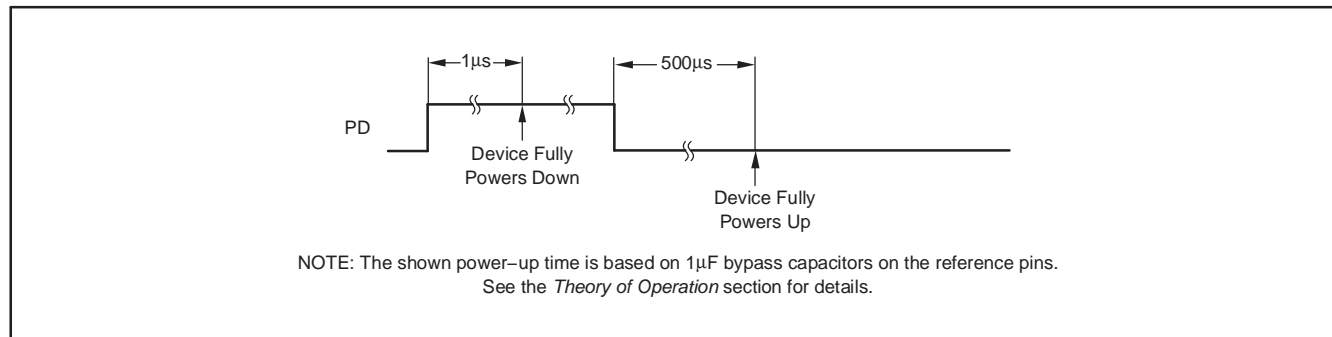 1μs
500μs
PD
Device Fully
Powers Down
Device Fully
Powers Up
NOTE: The shown power−up time is based on 1μF bypass capacitors on the reference pins.
See the Theory of Operation section for details.